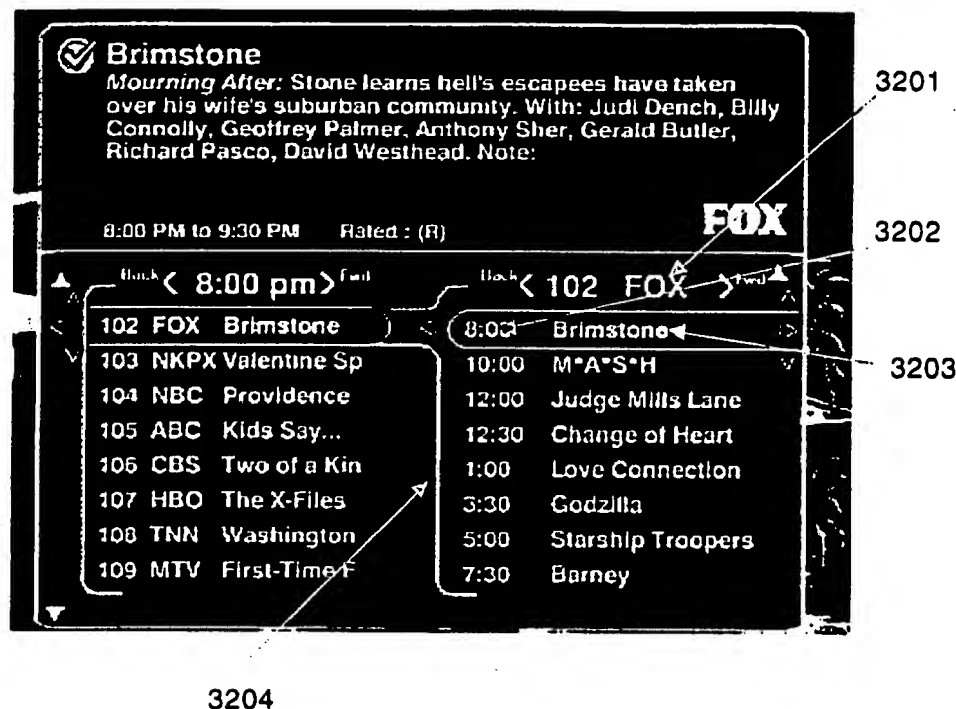 Brimstone
Mourning After: Stone learns hell's escapees have taken
over his wife's suburban community. With: Judi Dench, Billy
Connolly, Geoffrey Palmer, Anthony Sher, Gerald Butler,
Richard Pasco, David Westhead. Note:
8:00 PM to 9:30 PM Rated : (R)
FOX
Back < 8:00 pm > Fwd
102 FOX Brimstone
103 NKPX Valentine Sp
104 NBC Providence
105 ABC Kids Say...
106 CBS Two of a Kin
107 HBO The X-Files
108 TNN Washington
109 MTV First-Time F
Back < 102 FOX > Fwd
8:00 Brimstone
10:00 M*A*S*H
12:00 Judge Mills Lane
12:30 Change of Heart
1:00 Love Connection
3:30 Godzilla
5:00 Starship Troopers
7:30 Barney
3201
3202
3203
3204